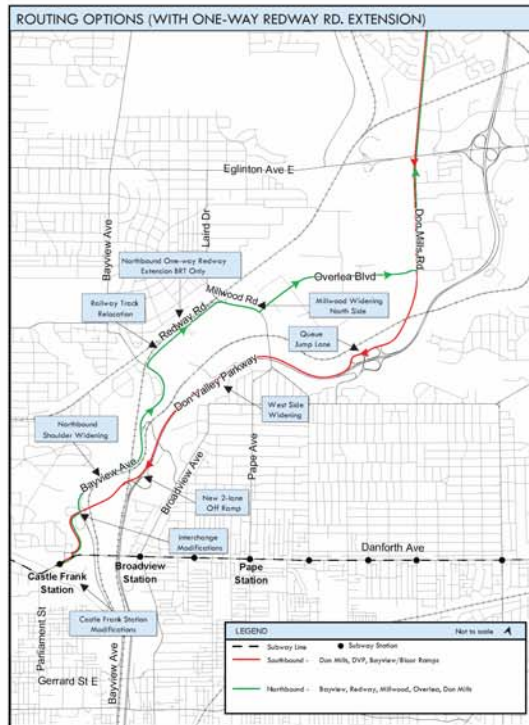 ROUTING OPTIONS (WITH ONE-WAY REDWAY RD. EXTENSION)
Eglinton Ave E
Laird Dr
Bayview Ave
Don Mills Rd
Northbound One-way Redway
Extension BRT Only
Overlea Blvd
Millwood Rd
Railway Track
Relocation
Redway Rd
Millwood Widening
North Side
Queue
Jump Lane
Don Valley Parkway
West Side
Widening
Northbound
Shoulder Widening
Pape Ave
Broadview Ave
Bayview Ave
New 2-lane
Off Ramp
Interchange
Modifications
Danforth Ave
Castle Frank
Station
Broadview
Station
Pape
Station
Castle Frank Station
Modifications
Parliament St
Bayview Ave
Gerrard St E
LEGEND
Not to scale
Subway Line
Subway Station
Southbound - Don Mills, DVP, Bayview/Bloor Ramps
Northbound - Bayview, Redway, Millwood, Overlea, Don Mills